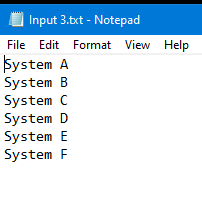 Input 3.txt - Notepad
File Edit Format View Help
System A
System B
System C
System D
System E
System F